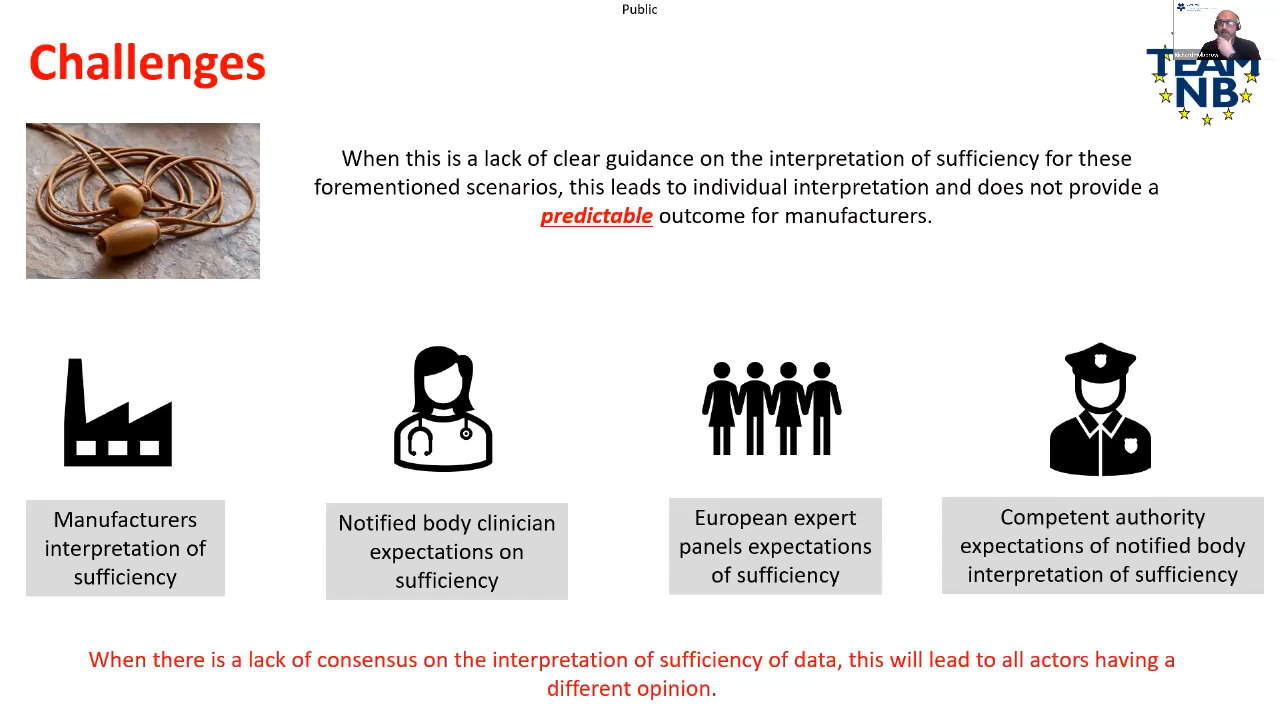 Public
Challenges
Richard Holborow
TEAM
NB
When this is a lack of clear guidance on the interpretation of sufficiency for these
forementioned scenarios, this leads to individual interpretation and does not provide a
predictable outcome for manufacturers.
Manufacturers
interpretation of
sufficiency
Notified body clinician
expectations on
sufficiency
European expert
panels expectations
of sufficiency
Competent authority
expectations of notified body
interpretation of sufficiency
When there is a lack of consensus on the interpretation of sufficiency of data, this will lead to all actors having a
different opinion.